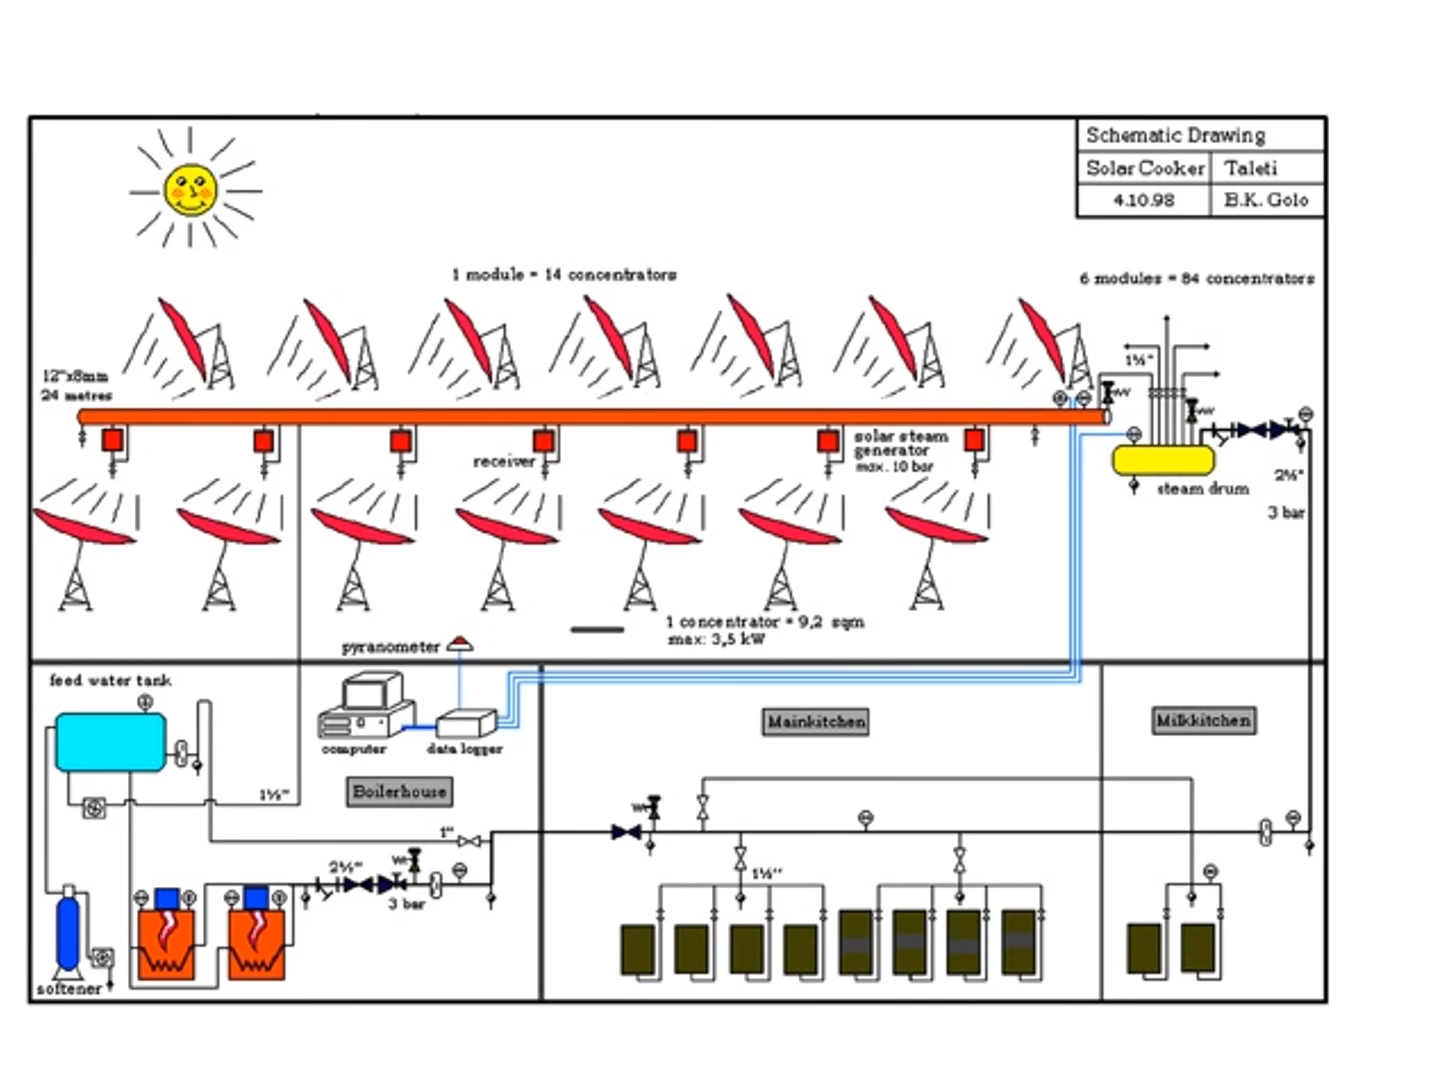 Schematic Drawing
Solar Cooker Taleti
4.10.98 B.K. Golo
1 module = 14 concentrators
6 modules = 84 concentrators
1½"
12"x8mm
24 metres
solar steam
generator
max. 10 bar
receiver
steam drum
2½"
3 bar
1 concentrator = 9,2 sqm
max: 3,5 kW
pyranometer
feed water tank
computer
data logger
Mainkitchen
Milkkitchen
Boilerhouse
1½"
1"
2½"
3 bar
1½"
softener